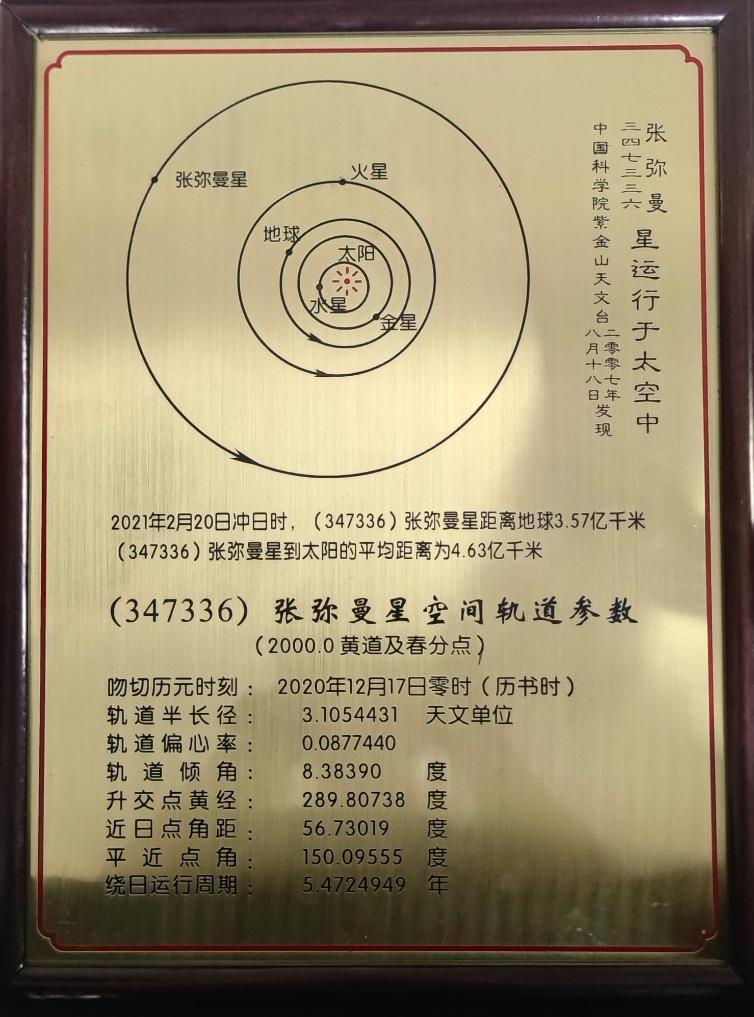 张弥曼星
火星
地球
太阳
水星
金星
张弥曼星运行于太空中
三四七三三六
中国科学院紫金山天文台二零零七年八月十八日发现
2021年2月20日冲日时，（347336）张弥曼星距离地球3.57亿千米
（347336）张弥曼星到太阳的平均距离为4.63亿千米
（347336）张弥曼星空间轨道参数
（2000.0 黄道及春分点）
吻切历元时刻： 2020年12月17日零时（历书时）
轨道半长径： 3.1054431 天文单位
轨道偏心率： 0.0877440
轨道倾角： 8.38390 度
升交点黄经： 289.80738 度
近日点角距： 56.73019 度
平近点角： 150.09555 度
绕日运行周期： 5.4724949 年